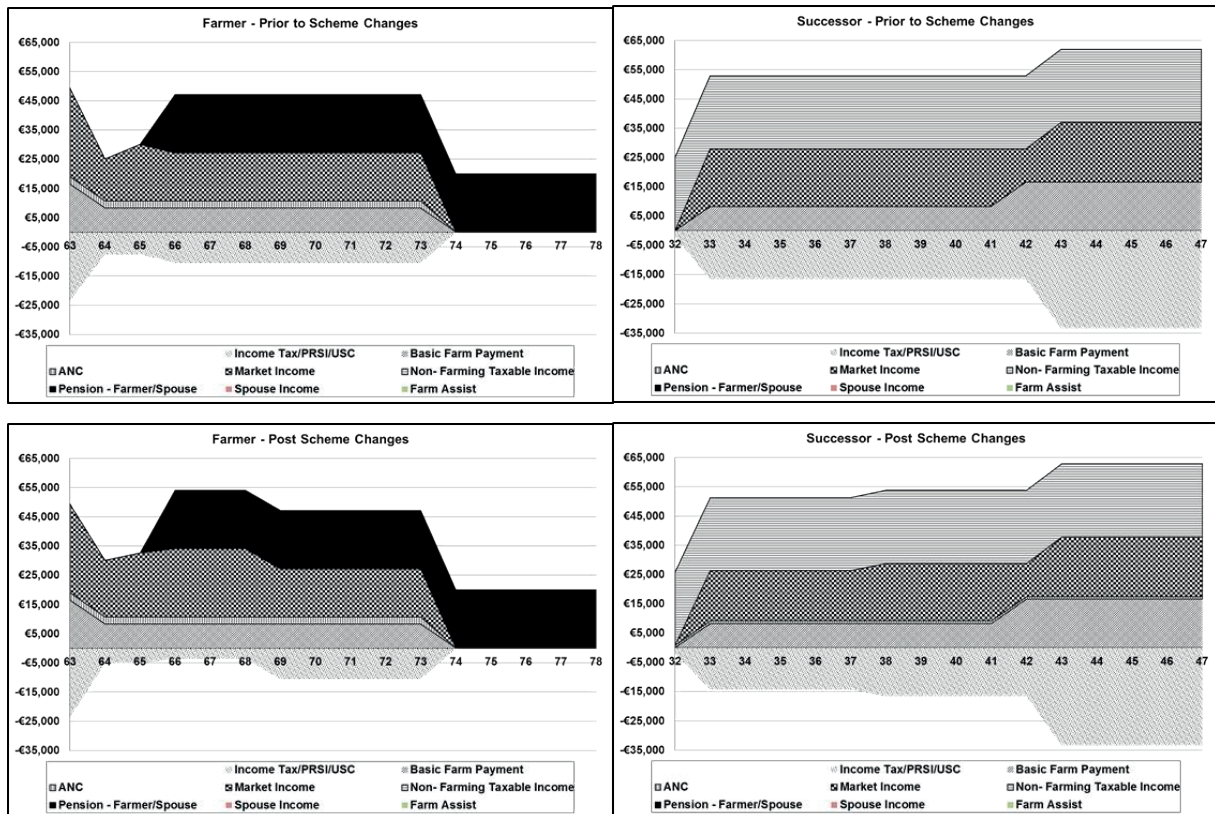 Farmer - Prior to Scheme Changes
€65,000
€55,000
€45,000
€35,000
€25,000
€15,000
€5,000
-€5,000
-€15,000
-€25,000
-€35,000
63 64 65 66 67 68 69 70 71 72 73 74 75 76 77 78
Income Tax/PRSI/USC Basic Farm Payment
ANC Market Income Non- Farming Taxable Income
Pension - Farmer/Spouse Spouse Income Farm Assist
Successor - Prior to Scheme Changes
€65,000
€55,000
€45,000
€35,000
€25,000
€15,000
€5,000
-€5,000
-€15,000
-€25,000
-€35,000
32 33 34 35 36 37 38 39 40 41 42 43 44 45 46 47
Income Tax/PRSI/USC Basic Farm Payment
ANC Market Income Non- Farming Taxable Income
Pension - Farmer/Spouse Spouse Income Farm Assist
Farmer - Post Scheme Changes
€65,000
€55,000
€45,000
€35,000
€25,000
€15,000
€5,000
-€5,000
-€15,000
-€25,000
-€35,000
63 64 65 66 67 68 69 70 71 72 73 74 75 76 77 78
Income Tax/PRSI/USC Basic Farm Payment
ANC Market Income Non- Farming Taxable Income
Pension - Farmer/Spouse Spouse Income Farm Assist
Successor - Post Scheme Changes
€65,000
€55,000
€45,000
€35,000
€25,000
€15,000
€5,000
-€5,000
-€15,000
-€25,000
-€35,000
32 33 34 35 36 37 38 39 40 41 42 43 44 45 46 47
Income Tax/PRSI/USC Basic Farm Payment
ANC Market Income Non- Farming Taxable Income
Pension - Farmer/Spouse Spouse Income Farm Assist